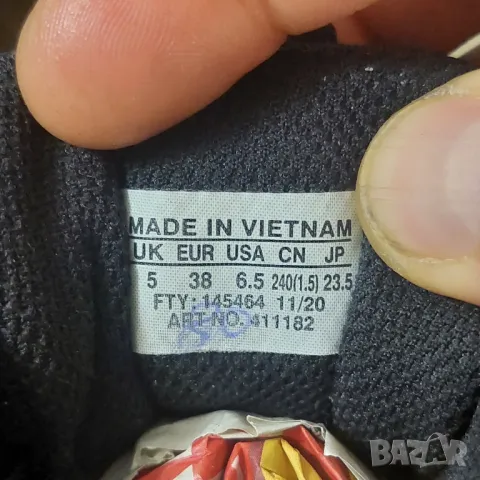 MADE IN VIETNAM
UK EUR USA CN JP
5 38 6.5 240(1.5) 23.5
FTY: 145464 11/20
ART NO. 411182
BAZAR